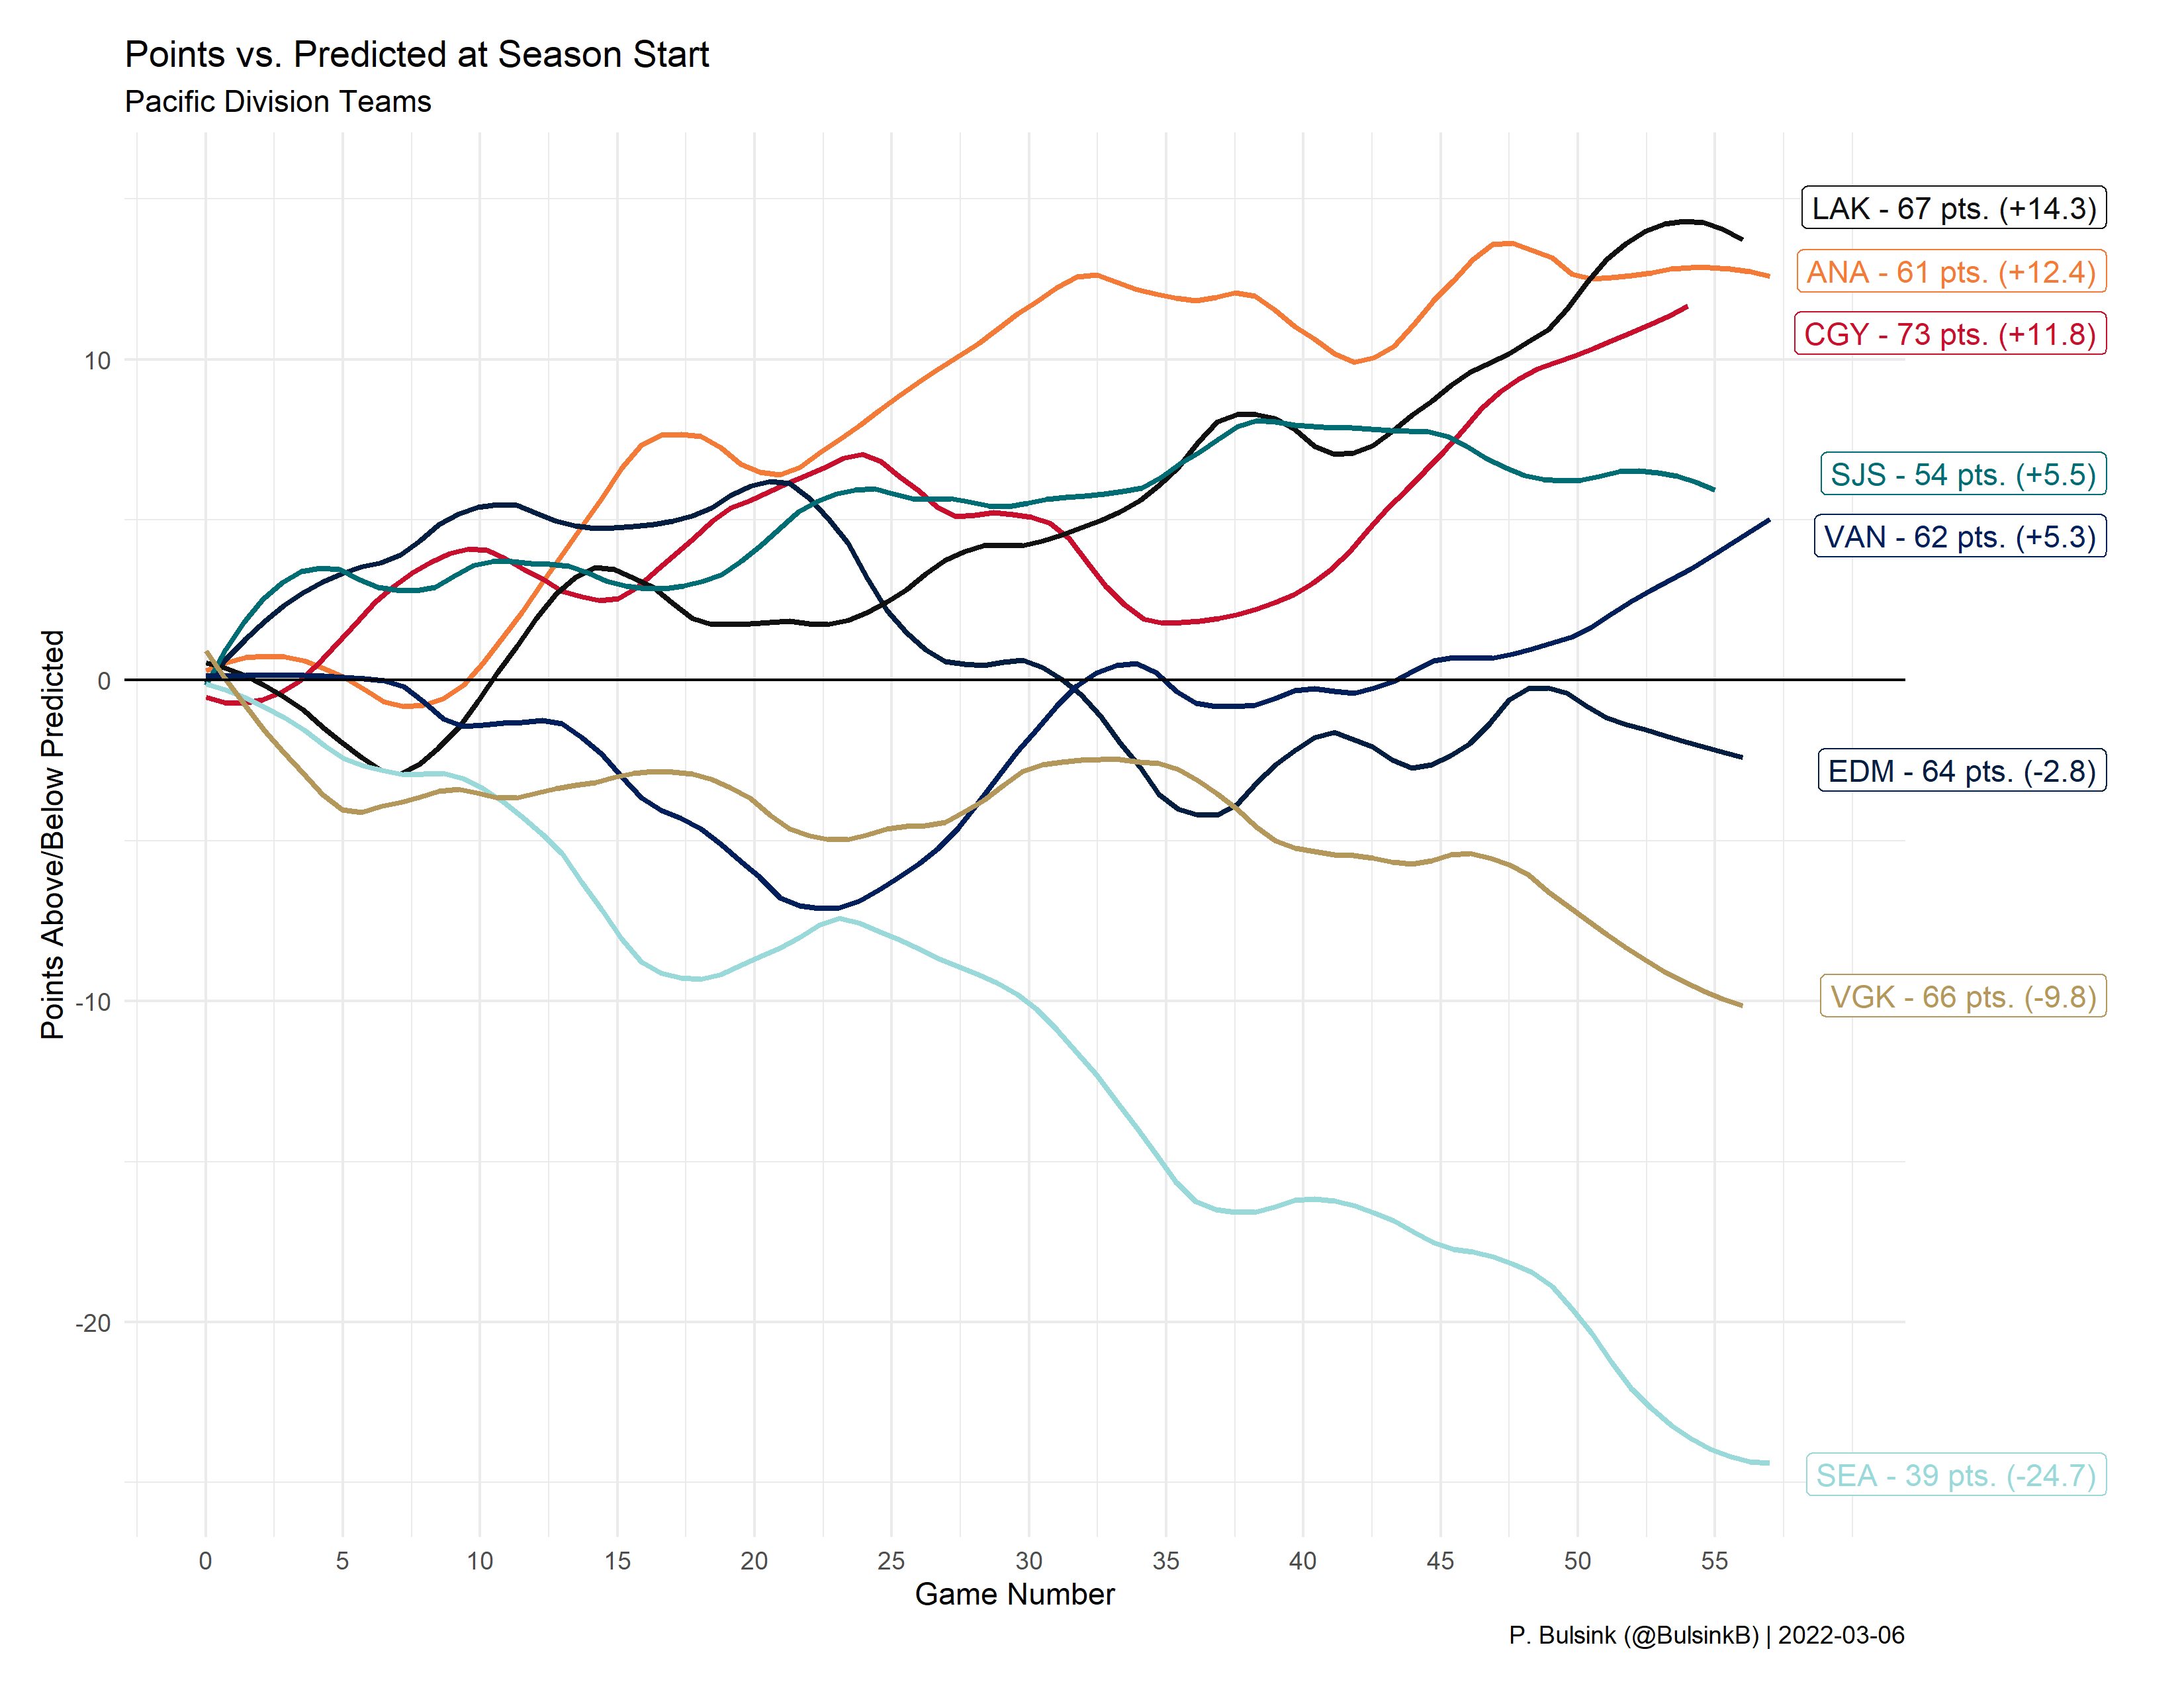 Points vs. Predicted at Season Start
Pacific Division Teams
LAK - 67 pts. (+14.3)
ANA - 61 pts. (+12.4)
CGY - 73 pts. (+11.8)
SJS - 54 pts. (+5.5)
VAN - 62 pts. (+5.3)
EDM - 64 pts. (-2.8)
VGK - 66 pts. (-9.8)
SEA - 39 pts. (-24.7)
Points Above/Below Predicted
10
0
-10
-20
0 5 10 15 20 25 30 35 40 45 50 55
Game Number
P. Bulsink (@BulsinkB) | 2022-03-06